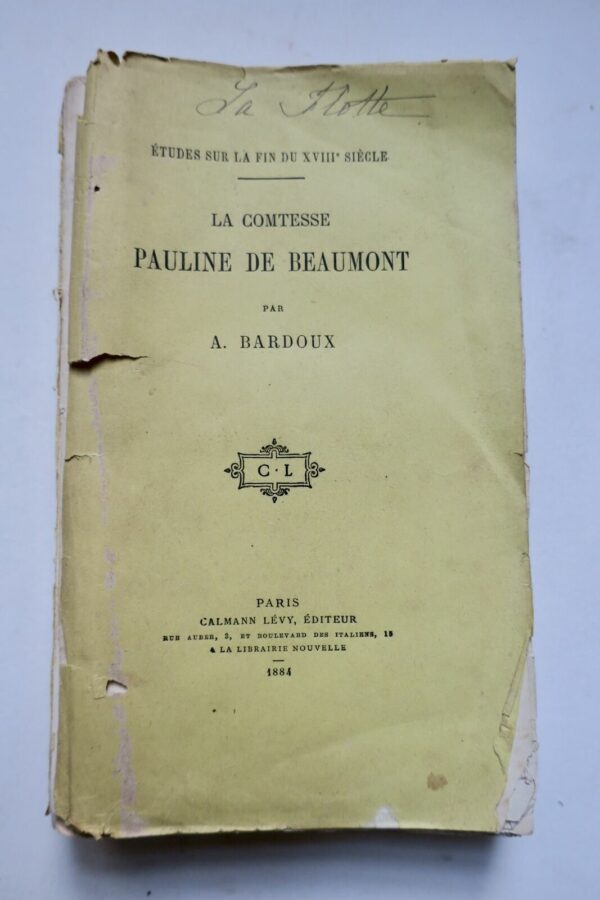 La Flotte
ÉTUDES SUR LA FIN DU XVIIIᵉ SIÈCLE
LA COMTESSE
PAULINE DE BEAUMONT
PAR
A. BARDOUX
C·L
PARIS
CALMANN LÉVY, ÉDITEUR
RUE AUBER, 3, ET BOULEVARD DES ITALIENS, 15
A LA LIBRAIRIE NOUVELLE
1884